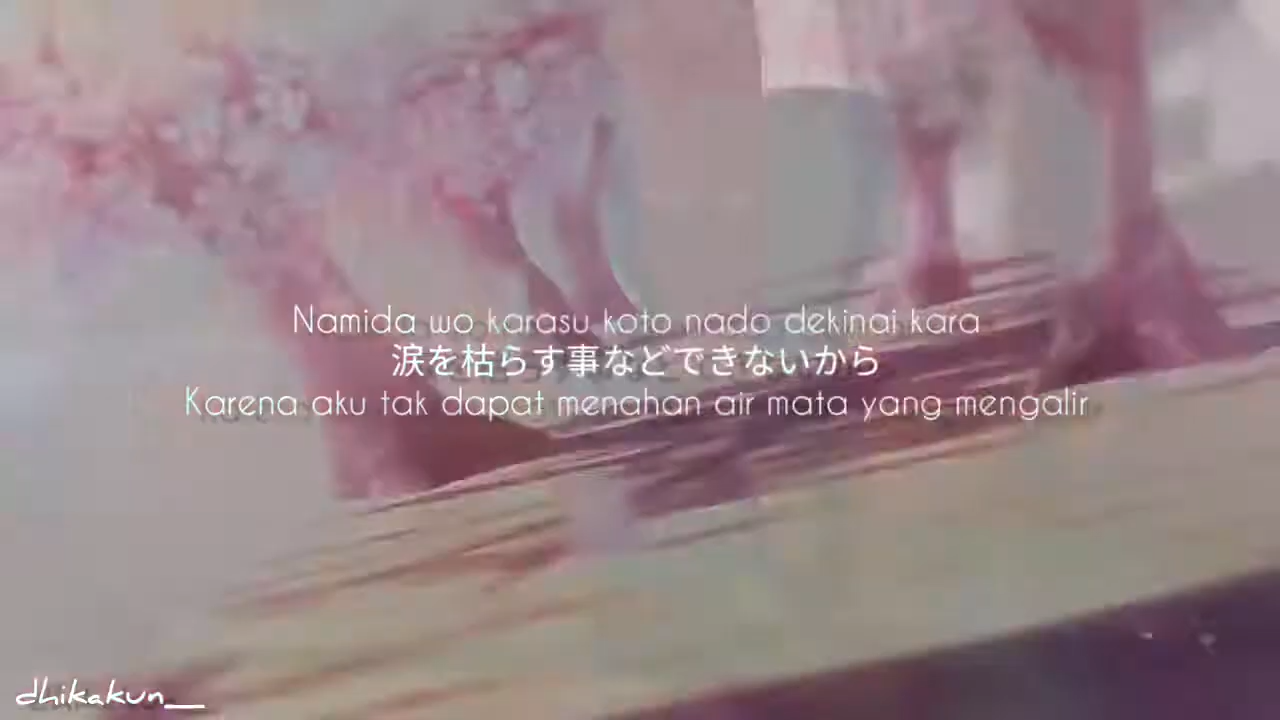 Namida wo karasu koto nado dekinai kara
涙を枯らす事などできないから
Karena aku tak dapat menahan air mata yang mengalir
dhikakun__